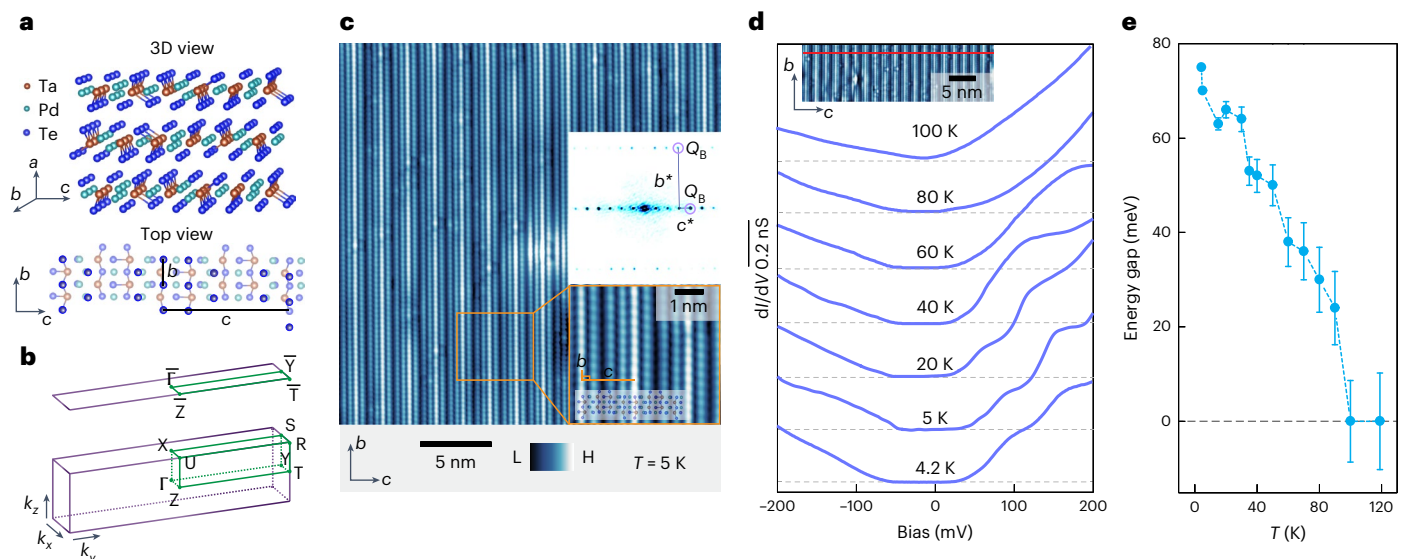 a
3D view
Ta
Pd
Te
a
b
c
Top view
b
c
b
c
b
Γ̅
Y̅
Z̅
T̅
X
S
U
R
Y
Γ
Z
T
k_z
k_x
k_y
c
Q_B
b*
Q_B
c*
1 nm
b
c
b
c
5 nm
L
H
T = 5 K
d
b
c
5 nm
100 K
80 K
60 K
40 K
20 K
5 K
4.2 K
dI/dV
0.2 nS
−200
−100
0
100
200
Bias (mV)
e
80
60
40
20
0
Energy gap (meV)
0
40
80
120
T (K)